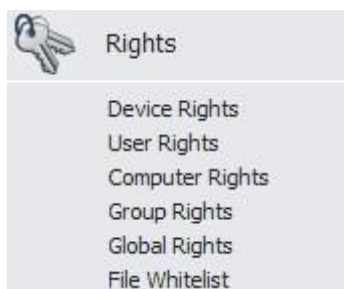 Rights
Device Rights
User Rights
Computer Rights
Group Rights
Global Rights
File Whitelist